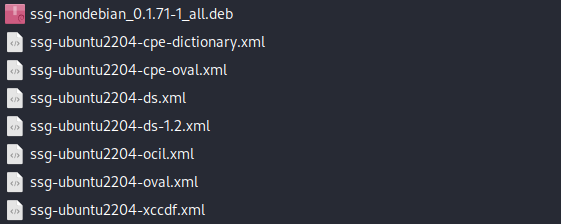 ssg-nondebian_0.1.71-1_all.deb
ssg-ubuntu2204-cpe-dictionary.xml
ssg-ubuntu2204-cpe-oval.xml
ssg-ubuntu2204-ds.xml
ssg-ubuntu2204-ds-1.2.xml
ssg-ubuntu2204-ocil.xml
ssg-ubuntu2204-oval.xml
ssg-ubuntu2204-xccdf.xml